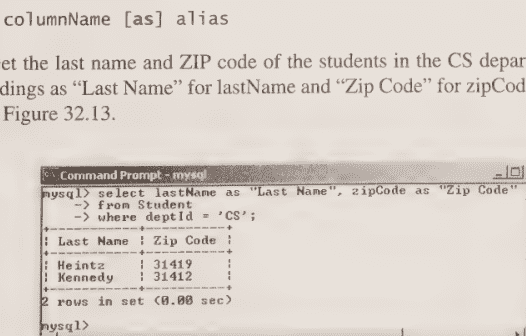 columnName [as] alias
et the last name and ZIP code of the students in the CS depar
dings as “Last Name” for lastName and “Zip Code” for zipCod
Figure 32.13.
Command Prompt - mysql
mysql> select lastName as "Last Name", zipCode as "Zip Code"
-> from Student
-> where deptId = 'CS';
+-----------+----------+
| Last Name | Zip Code |
+-----------+----------+
| Heintz | 31419 |
| Kennedy | 31412 |
+-----------+----------+
2 rows in set (0.00 sec)
mysql>